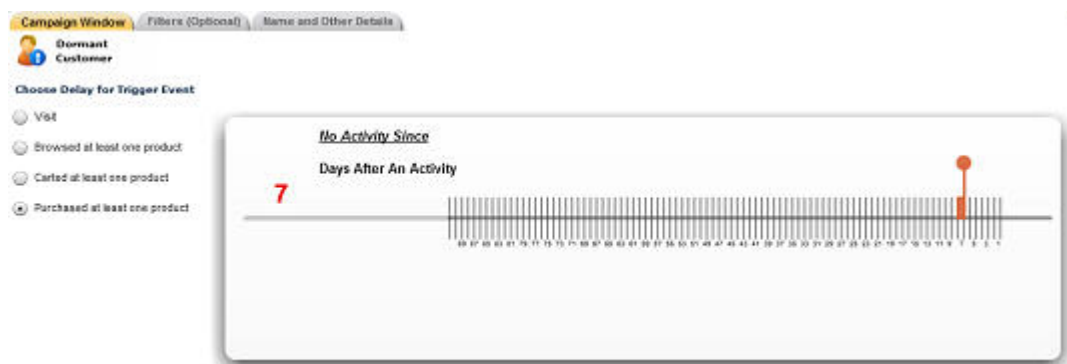 Campaign Window
Filters (Optional)
Name and Other Details
Dormant
Customer
Choose Delay for Trigger Event
Visit
Browsed at least one product
Carted at least one product
Purchased at least one product
No Activity Since
Days After An Activity
7